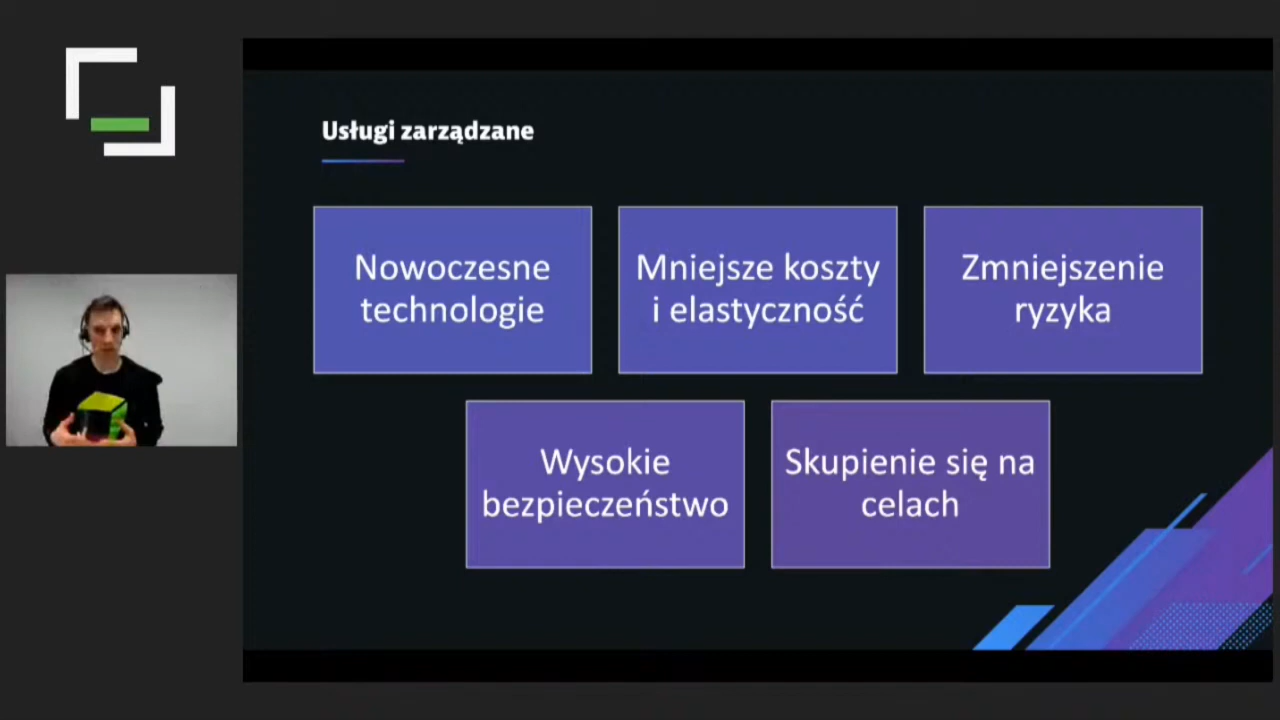 Usługi zarządzane
Nowoczesne
technologie
Mniejsze koszty
i elastyczność
Zmniejszenie
ryzyka
Wysokie
bezpieczeństwo
Skupienie się na
celach